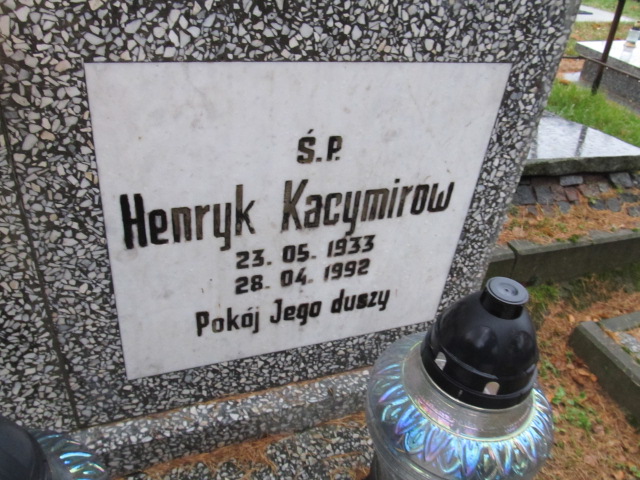 Ś.P.
Henryk Kacymirow
23. 05. 1933
28. 04. 1992
Pokój Jego duszy